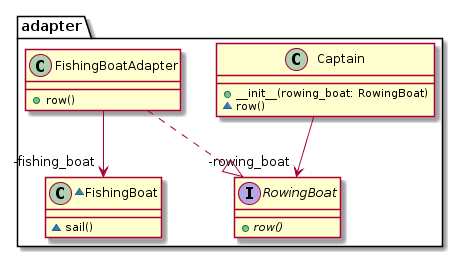 adapter
C FishingBoatAdapter
row()
C Captain
__init__(rowing_boat: RowingBoat)
row()
-fishing_boat
-rowing_boat
C FishingBoat
sail()
I RowingBoat
row()